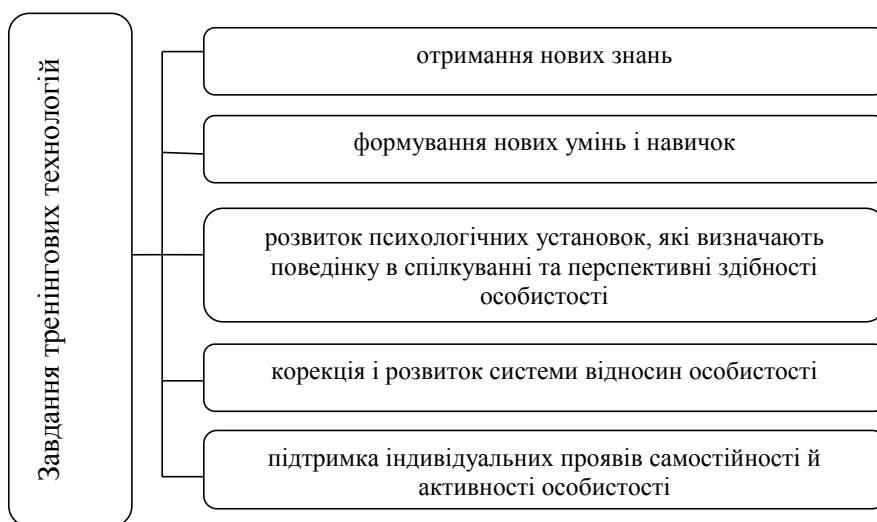 Завдання тренінгових технологій
отримання нових знань
формування нових умінь і навичок
розвиток психологічних установок, які визначають
поведінку в спілкуванні та перспективні здібності
особистості
корекція і розвиток системи відносин особистості
підтримка індивідуальних проявів самостійності й
активності особистості